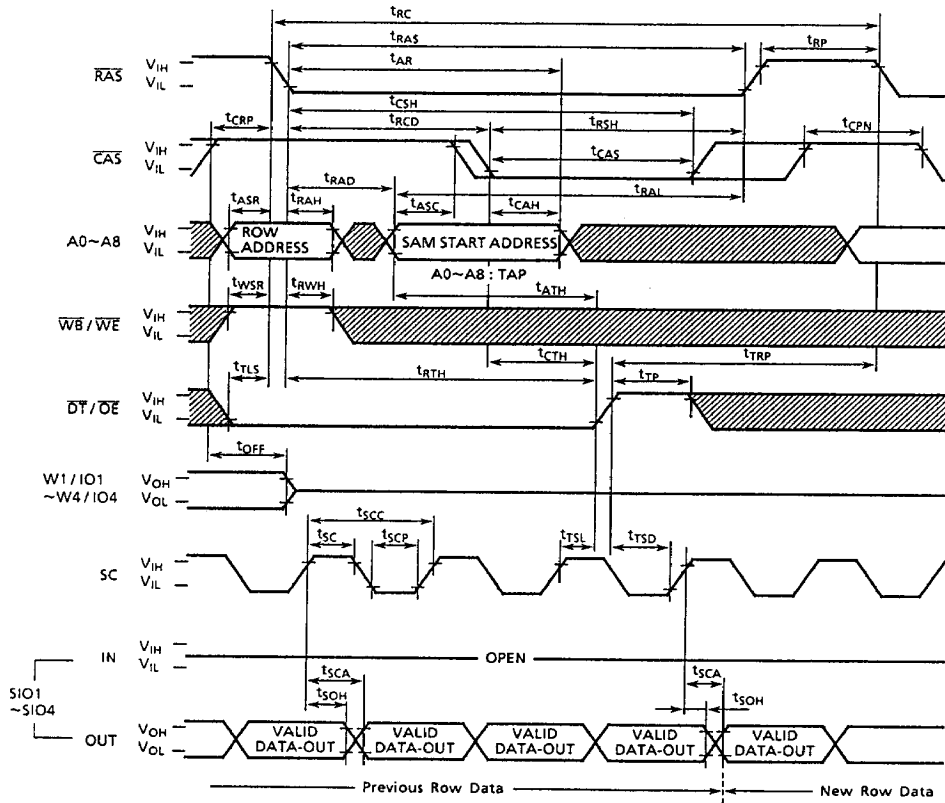 tRC
tRAS
tRP
tAR
RAS VIH
VIL
tCSH
tCRP
tRCD
tRSH
tCPN
CAS VIH
VIL
tCAS
tRAD
tRAL
tASR
tRAH
tASC
tCAH
A0~A8 VIH
VIL
ROW
ADDRESS
SAM START ADDRESS
A0~A8 : TAP
tWSR
tRWH
tATH
WB/WE VIH
VIL
tCTH
tTRP
tTLS
tRTH
tTP
DT/OE VIH
VIL
tOFF
W1/IO1
~W4/IO4
VOH
VOL
tSCC
tSC
tSCP
tSL
tTSD
SC VIH
VIL
IN VIH
VIL
OPEN
SIO1
~SIO4
tSCA
tSCA
tSOH
tSOH
OUT VOH
VOL
VALID
DATA-OUT
VALID
DATA-OUT
VALID
DATA-OUT
VALID
DATA-OUT
VALID
DATA-OUT
Previous Row Data
New Row Data